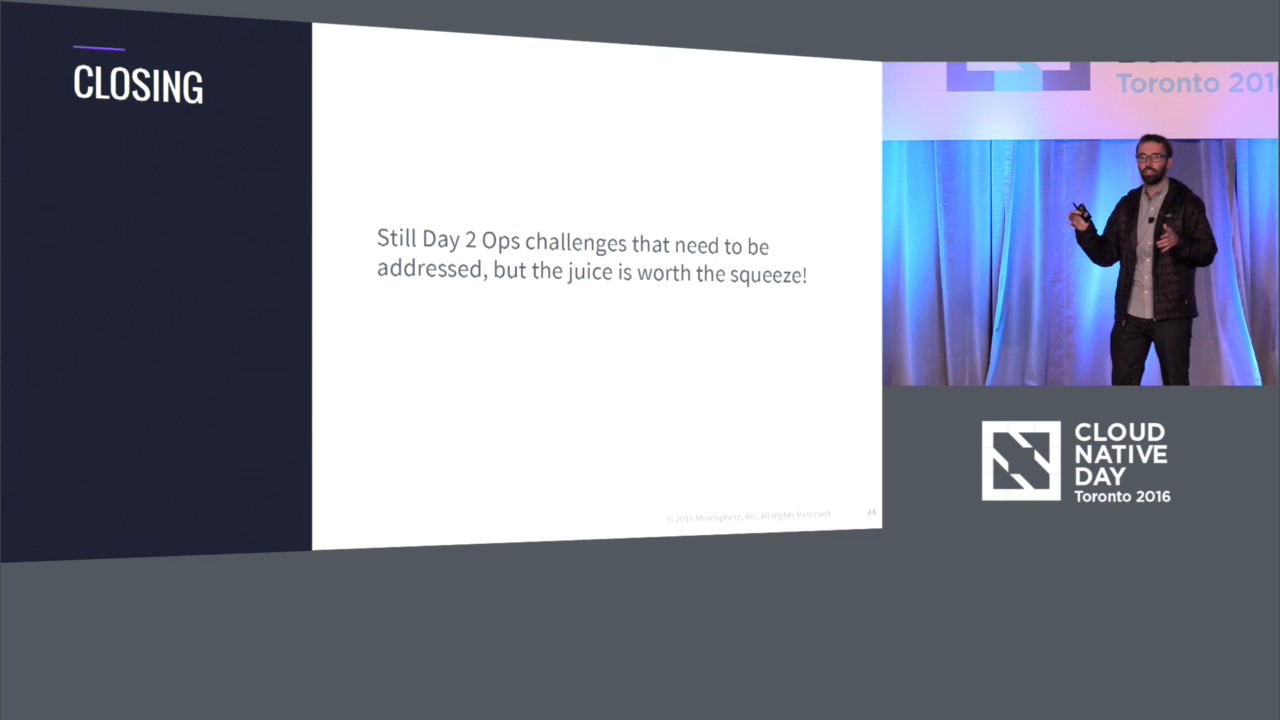 CLOSING
Still Day 2 Ops challenges that need to be
addressed, but the juice is worth the squeeze!
© 2016 Mesosphere, Inc. All Rights Reserved.
24
Toronto 201
CLOUD
NATIVE
DAY
Toronto 2016